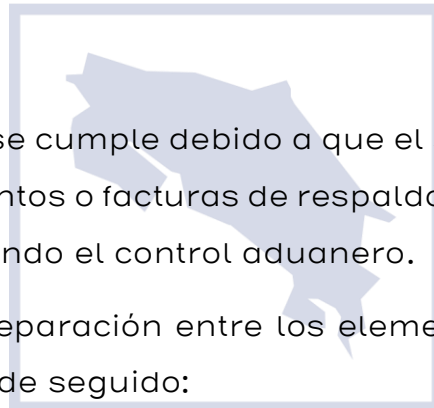 se cumple debido a que el
ntos o facturas de respaldo
ndo el control aduanero.
eparación entre los eleme
de seguido: